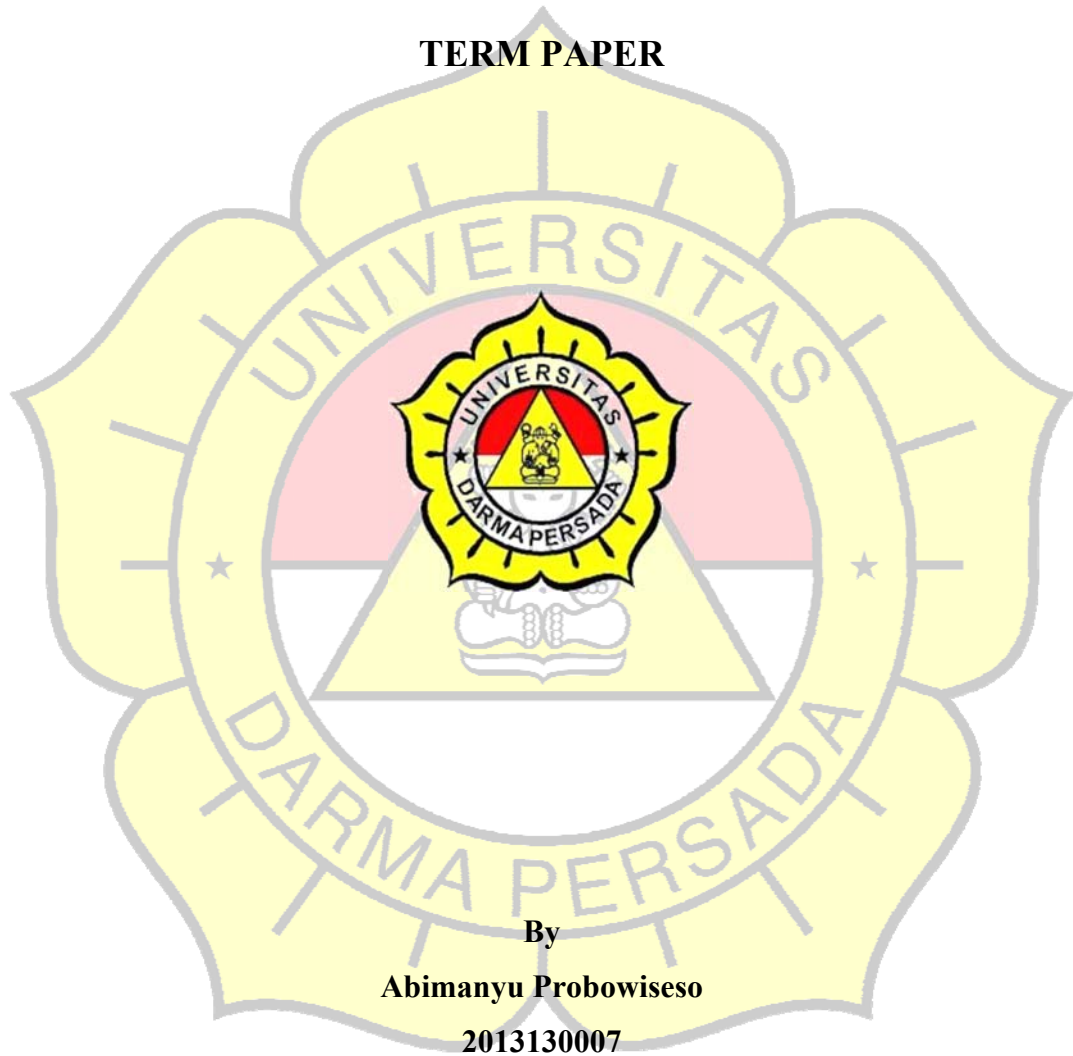 TERM PAPER
UNIVERSITAS
DARMA PERSADA
UNIVERSITAS
DARMA PERSADA
By
Abimanyu Probowiseso
2013130007